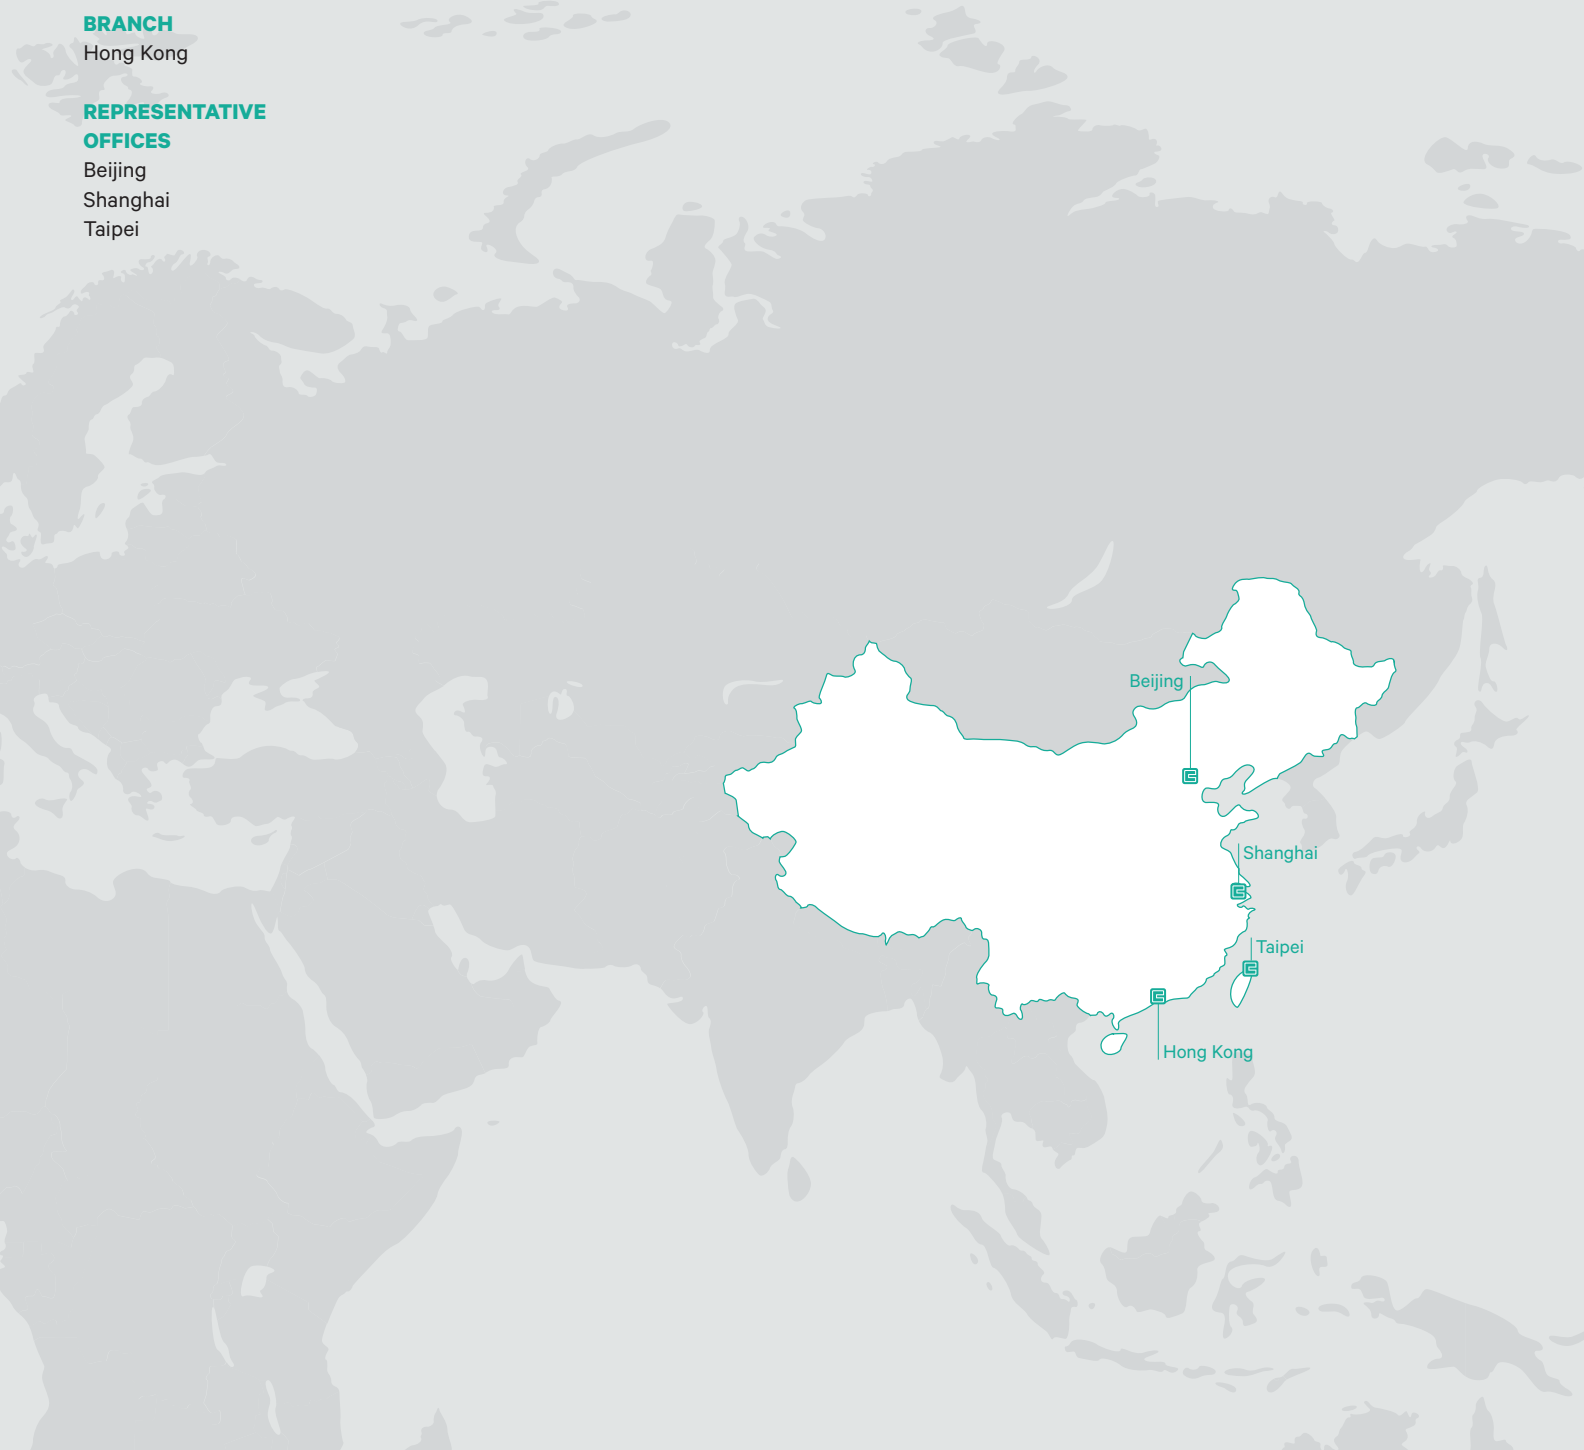 BRANCH
Hong Kong
REPRESENTATIVE
OFFICES
Beijing
Shanghai
Taipei
Beijing
Shanghai
Taipei
Hong Kong